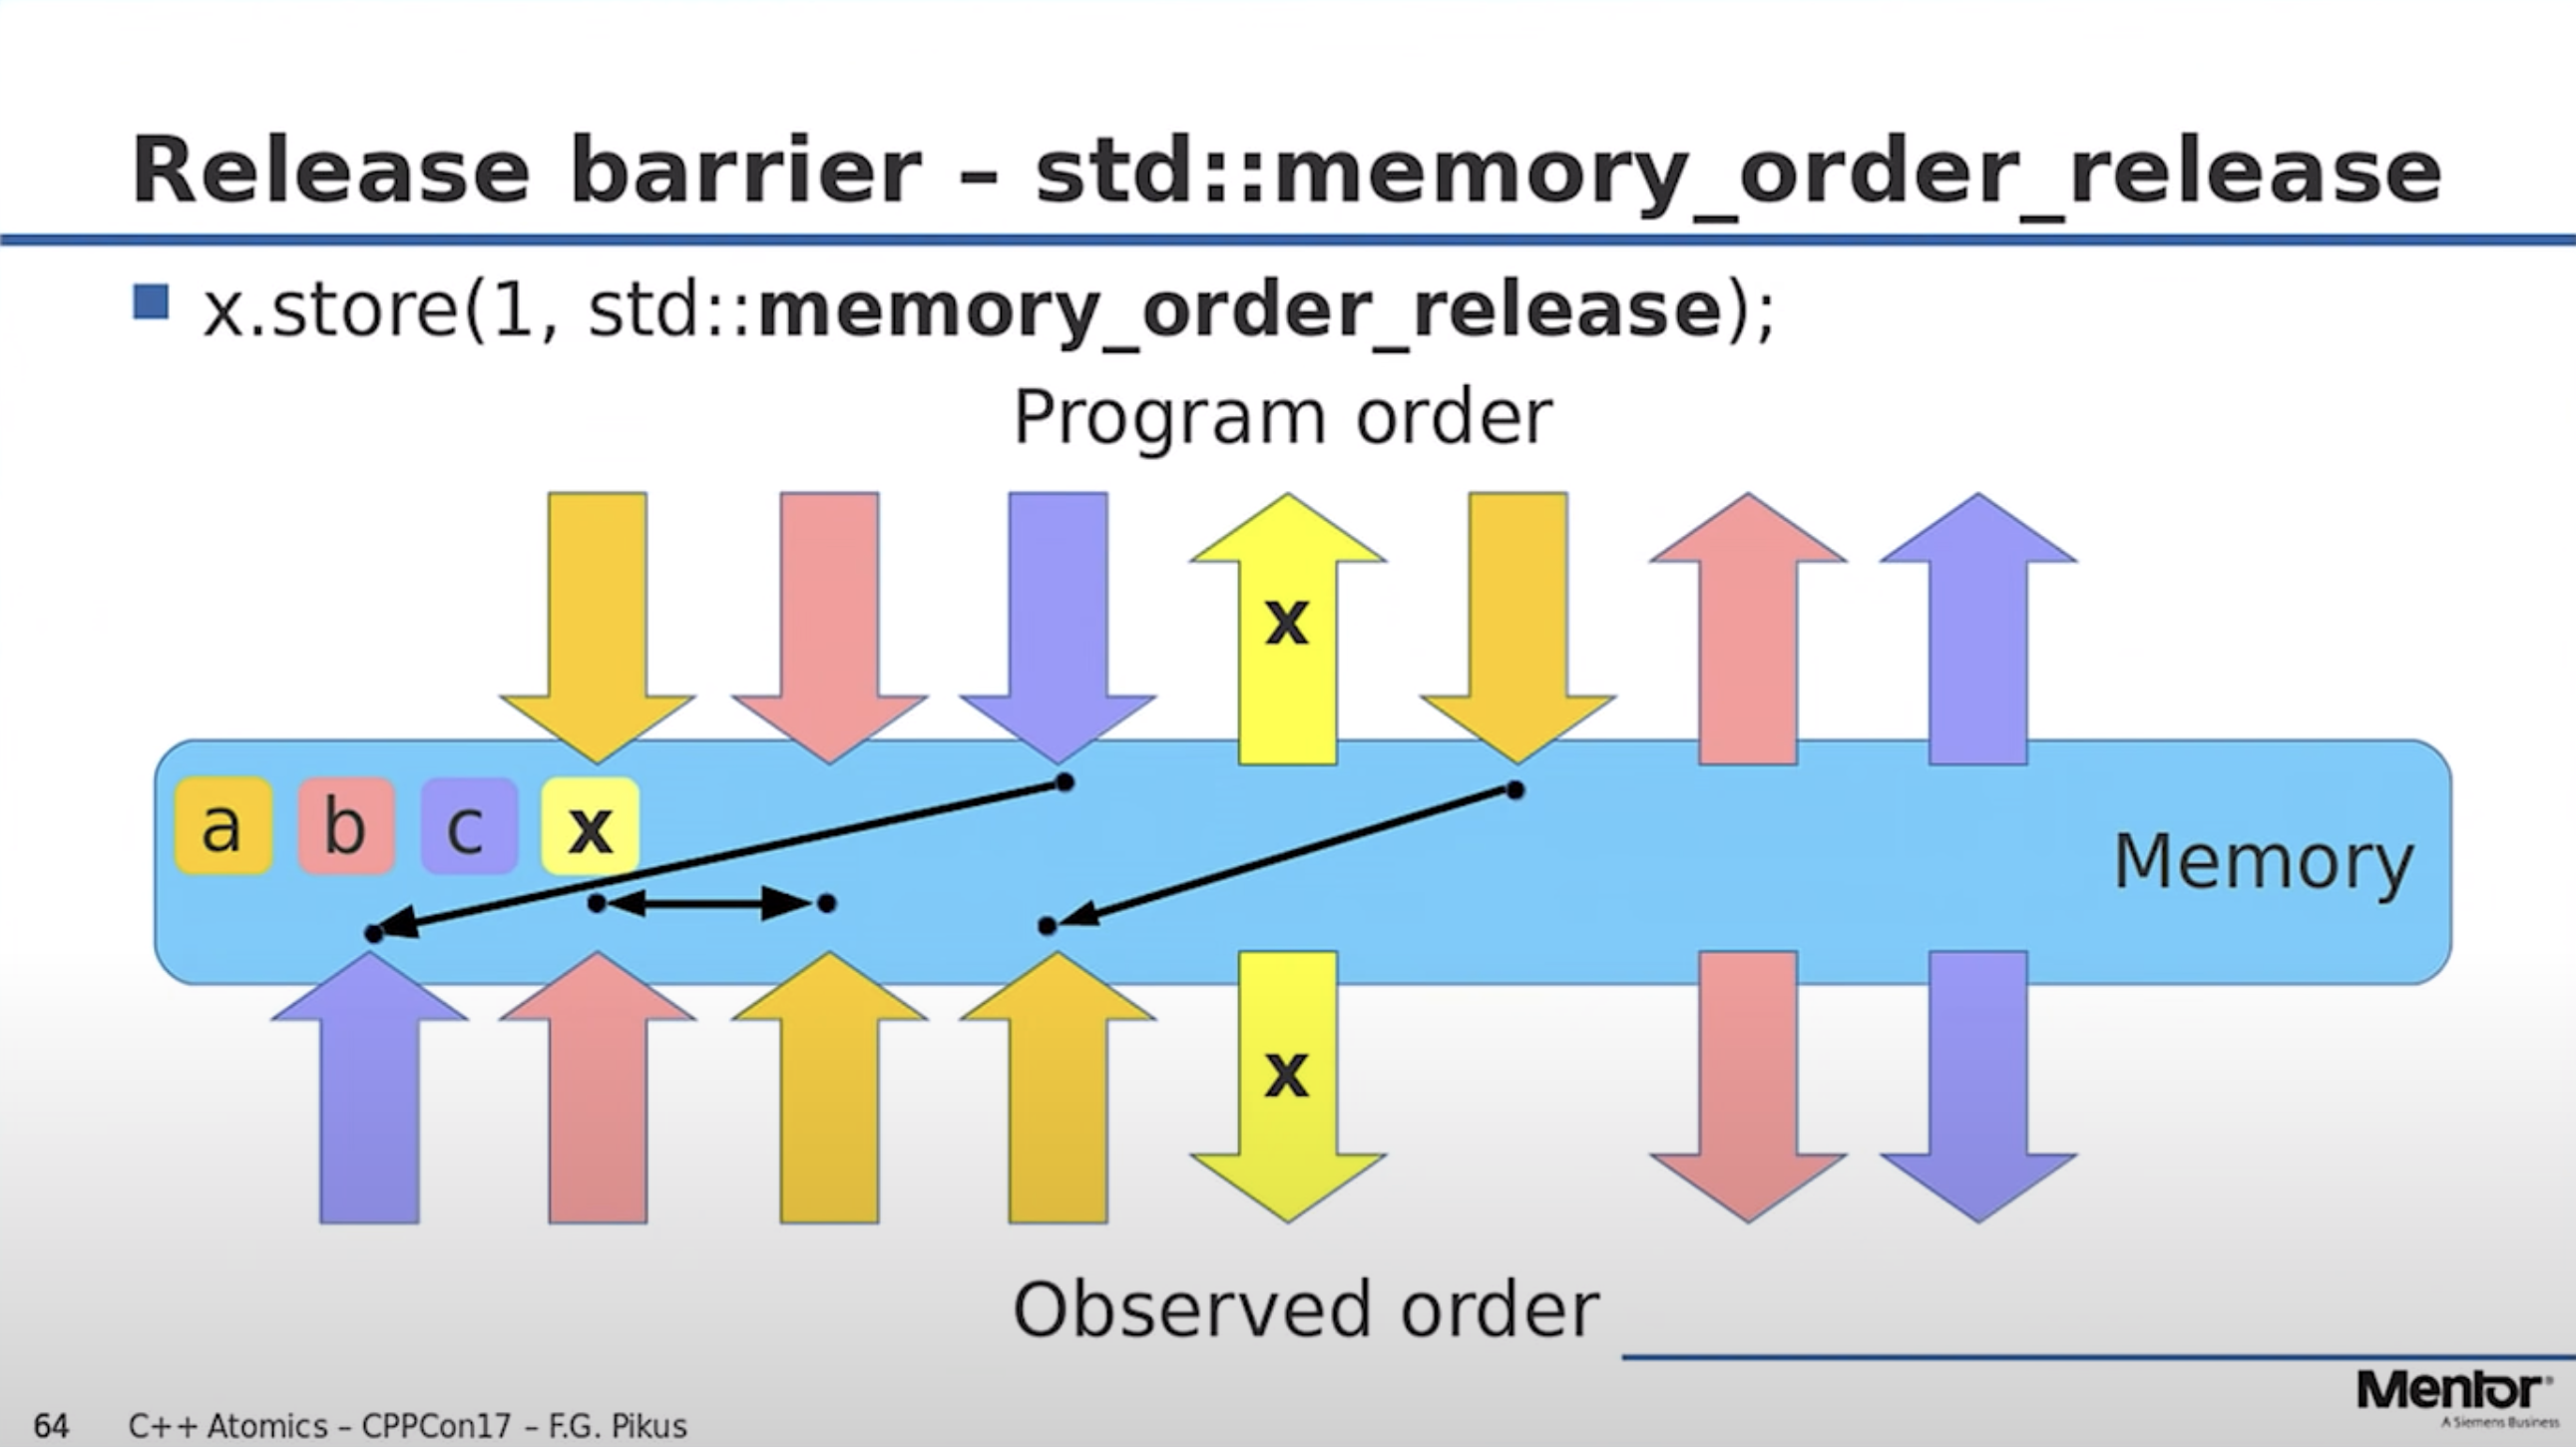 Release barrier – std::memory_order_release
x.store(1, std::memory_order_release);
Program order
x
a b c x
Memory
x
Observed order
Mentor®
A Siemens Business
64 C++ Atomics – CPPCon17 – F.G. Pikus